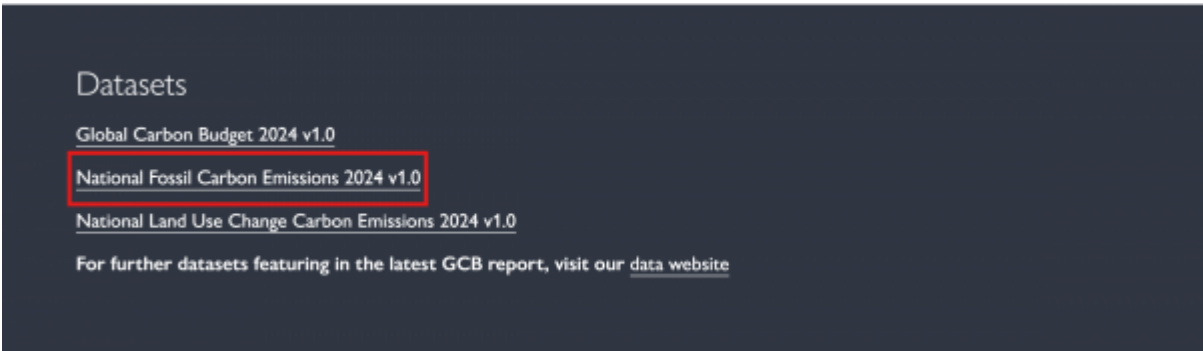 Datasets
Global Carbon Budget 2024 v1.0
National Fossil Carbon Emissions 2024 v1.0
National Land Use Change Carbon Emissions 2024 v1.0
For further datasets featuring in the latest GCB report, visit our data website